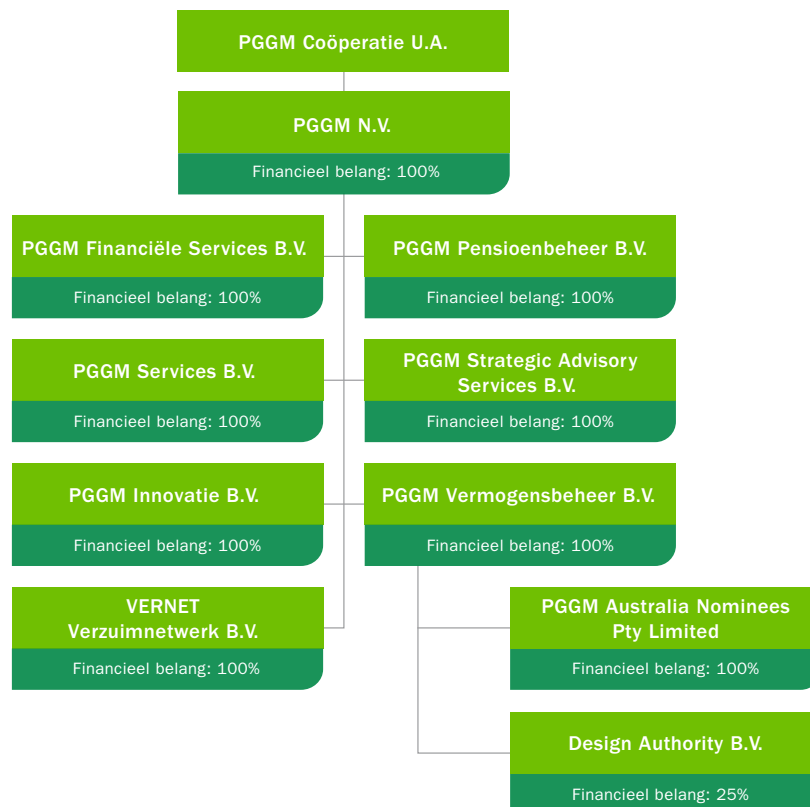 PGGM Coöperatie U.A.
PGGM N.V.
Financieel belang: 100%
PGGM Financiële Services B.V.
Financieel belang: 100%
PGGM Pensioenbeheer B.V.
Financieel belang: 100%
PGGM Services B.V.
Financieel belang: 100%
PGGM Strategic Advisory
Services B.V.
Financieel belang: 100%
PGGM Innovatie B.V.
Financieel belang: 100%
PGGM Vermogensbeheer B.V.
Financieel belang: 100%
VERNET
Verzuimnetwerk B.V.
Financieel belang: 100%
PGGM Australia Nominees
Pty Limited
Financieel belang: 100%
Design Authority B.V.
Financieel belang: 25%